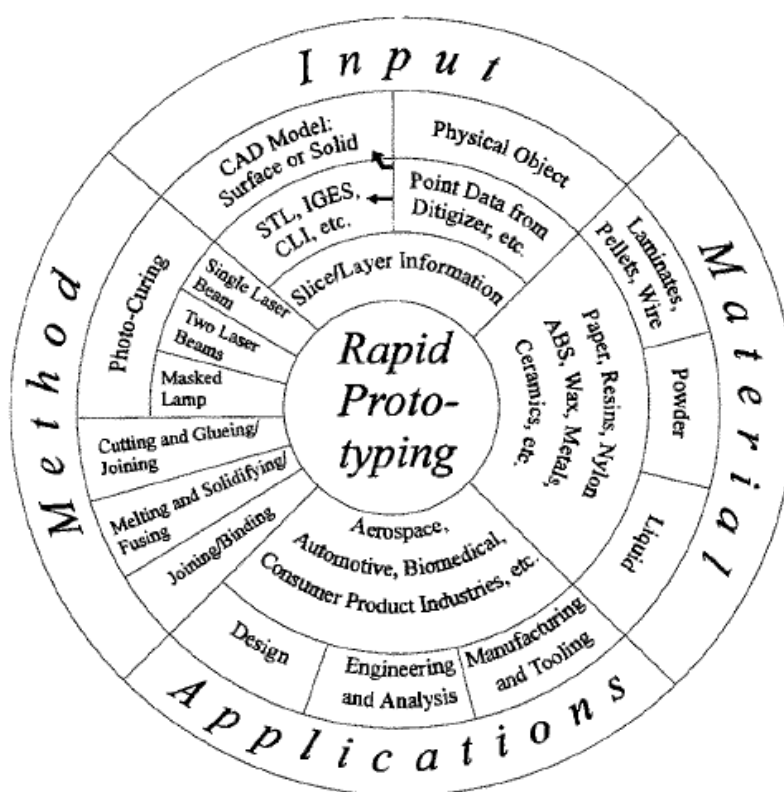 Input
CAD Model:
Surface or Solid
Physical Object
STL, IGES,
CLI, etc.
Point Data from
Ditigizer, etc.
Slice/Layer Information
Method
Photo-Curing
Single Laser
Beam
Two Laser
Beams
Masked
Lamp
Cutting and Glueing/
Joining
Melting and Solidifying/
Fusing
Joining/Binding
Rapid
Proto-
typing
Material
Laminates,
Pellets, Wire
Powder
Liquid
Paper, Resins, Nylon
ABS, Wax, Metals,
Ceramics, etc.
Aerospace,
Automotive, Biomedical,
Consumer Product Industries, etc.
Design
Engineering
and Analysis
Manufacturing
and Tooling
Applications